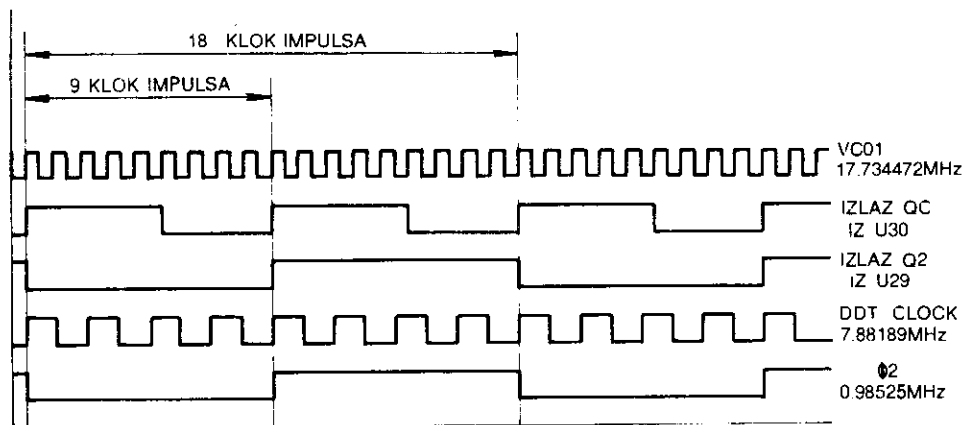 18 KLOK IMPULSA
9 KLOK IMPULSA
VC01
17.734472MHz
IZLAZ QC
IZ U30
IZLAZ Q2
IZ U29
DDT CLOCK
7.88189MHz
ϕ2
0.98525MHz